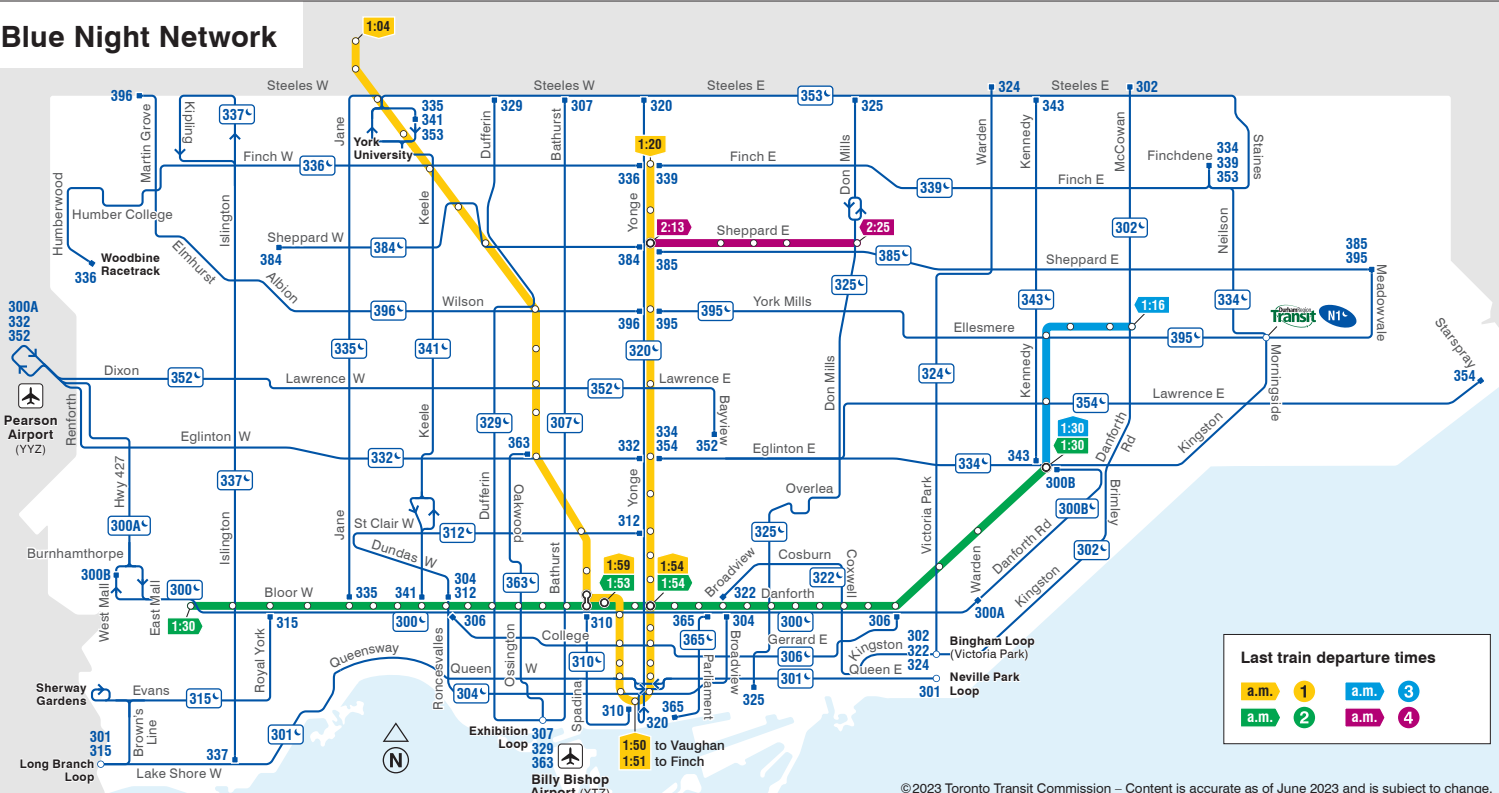 Blue Night Network
1:04
Steeles W
Steeles W
Steeles E
353
Steeles E
396
324
302
337
335
341
353
329
307
320
325
343
Martin Grove
Kipling
Jane
York
University
Dufferin
Bathurst
1:20
Don Mills
Warden
Kennedy
McCowan
Finchdene
334
339
353
Staines
Finch W
336
336
339
Finch E
339
Finch E
Humberwood
Humber College
Islington
Keele
Yonge
2:13
Sheppard E
2:25
302
Neilson
Sheppard W
384
384
384
385
385
Sheppard E
385
395
336
Woodbine
Racetrack
Elmhurst
Albion
325
Meadowvale
396
Wilson
396
395
395
York Mills
343
1:16
334
Durham Region
Transit
N1
300A
332
352
Ellesmere
395
Starspray
354
335
341
320
Dixon
352
Lawrence W
352
Lawrence E
324
Kennedy
Morningside
Pearson
Airport
(YYZ)
Renforth
Keele
329
307
Bayview
352
Don Mills
354
Lawrence E
Eglinton W
332
363
332
334
354
Eglinton E
334
343
1:30
1:30
Danforth
Rd
Kingston
Hwy 427
337
Jane
Dufferin
Oakwood
Yonge
Overlea
Victoria Park
300B
Brimley
300A
Islington
St Clair W
312
312
325
300B
Burnhamthorpe
Dundas W
Bathurst
1:59
1:53
1:54
1:54
Broadview
Cosburn
Coxwell
Warden
Danforth Rd
302
300B
300
304
312
363
322
Kingston
West Mall
East Mall
Bloor W
335
341
322
Danforth
300A
1:30
315
300
306
310
365
304
300
306
Royal York
Roncesvalles
Ossington
College
365
Gerrard E
302
322
324
Bingham Loop
(Victoria Park)
Queensway
310
306
Kingston
Queen
W
Spadina
Parliament
Broadview
Queen E
301
301
Neville Park
Loop
Sherway
Gardens
Evans
315
304
325
310
320
365
301
315
Brown's
Line
337
301
Exhibition
Loop
307
329
363
1:50
1:51
to Vaughan
to Finch
Long Branch
Loop
Lake Shore W
N
Billy Bishop
Airport (YTZ)
Last train departure times
a.m. 1 a.m. 3
a.m. 2 a.m. 4
©2023 Toronto Transit Commission – Content is accurate as of June 2023 and is subject to change.